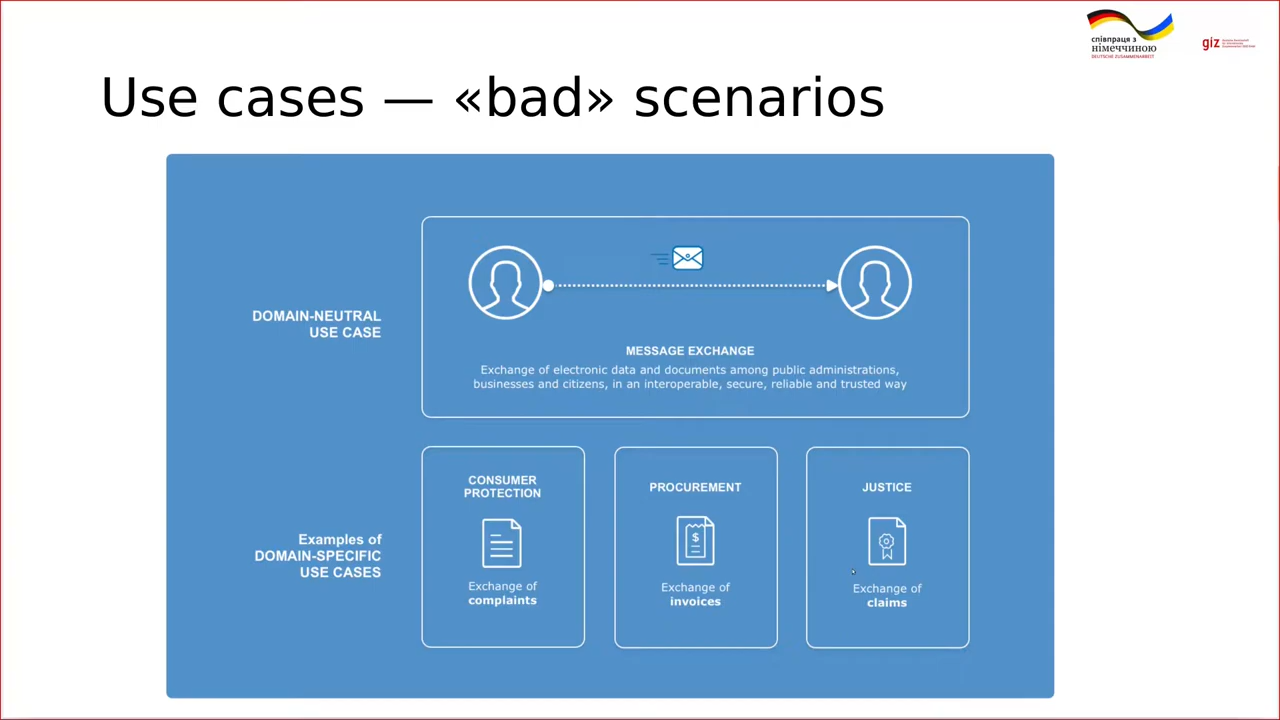 співпраця з
німеччиною
DEUTSCHE ZUSAMMENARBEIT
giz
Use cases — «bad» scenarios
DOMAIN-NEUTRAL
USE CASE
MESSAGE EXCHANGE
Exchange of electronic data and documents among public administrations,
businesses and citizens, in an interoperable, secure, reliable and trusted way
Examples of
DOMAIN-SPECIFIC
USE CASES
CONSUMER
PROTECTION
Exchange of
complaints
PROCUREMENT
$
Exchange of
invoices
JUSTICE
Exchange of
claims